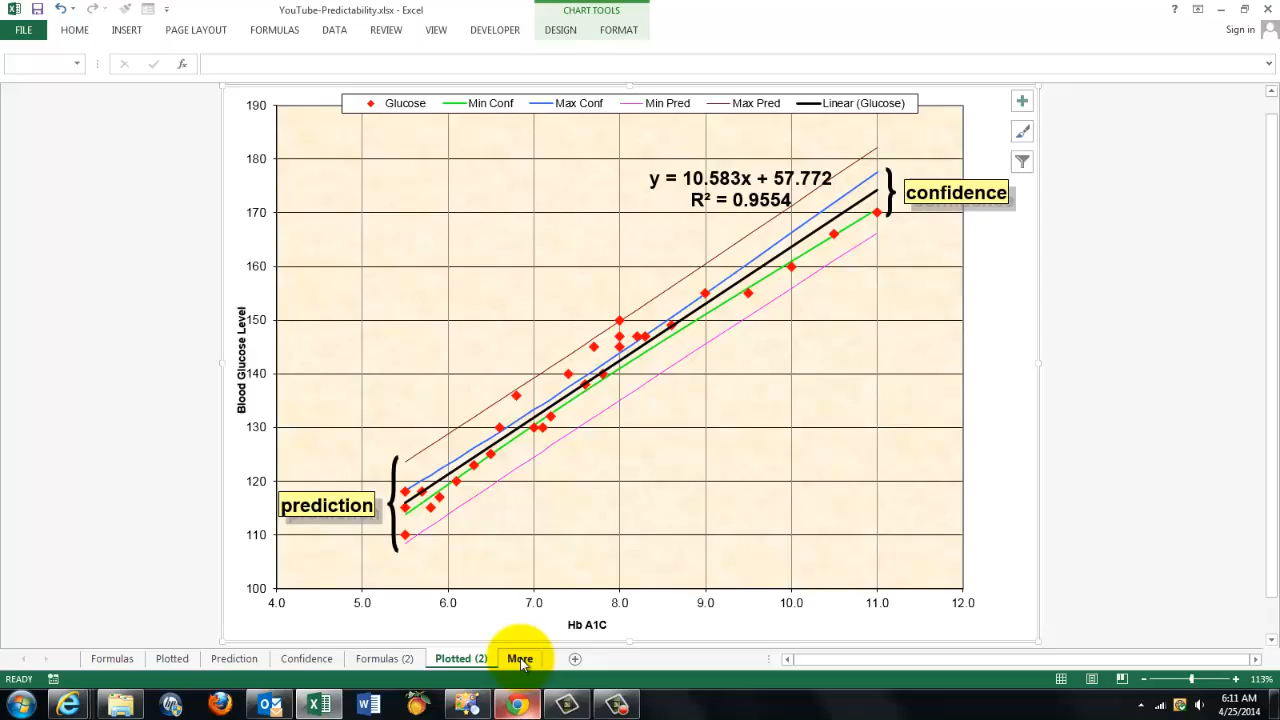 YouTube-Predictability.xlsx - Excel
CHART TOOLS
FILE HOME INSERT PAGE LAYOUT FORMULAS DATA REVIEW VIEW DEVELOPER DESIGN FORMAT
Sign in
fx
Glucose Min Conf Max Conf Min Pred Max Pred Linear (Glucose)
190
180
170
160
150
140
130
120
110
100
y = 10.583x + 57.772
R² = 0.9554
confidence
prediction
Blood Glucose Level
4.0 5.0 6.0 7.0 8.0 9.0 10.0 11.0 12.0
Hb A1C
Formulas Plotted Prediction Confidence Formulas (2) Plotted (2) More
READY
113%
6:11 AM
4/25/2014